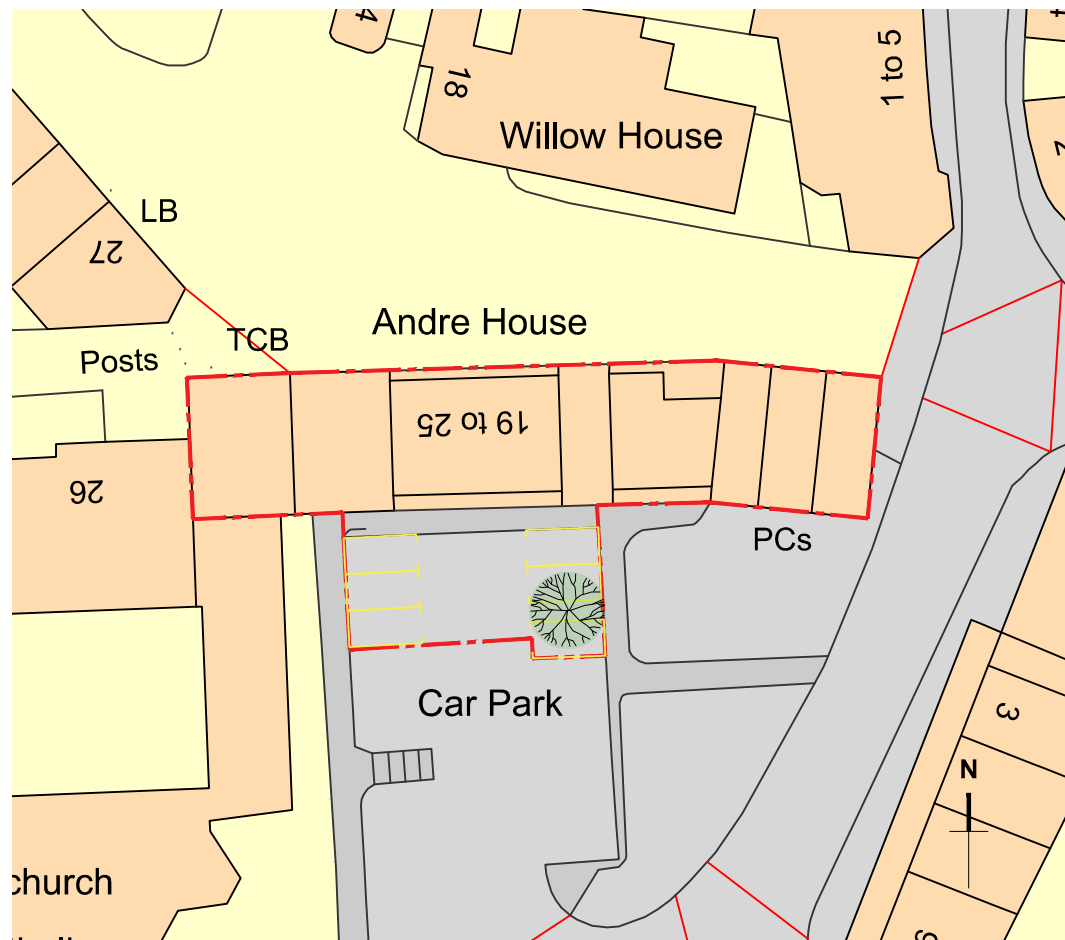 18
Willow House
1 to 5
LB
27
Andre House
TCB
Posts
19 to 25
26
PCs
Car Park
3
N
church